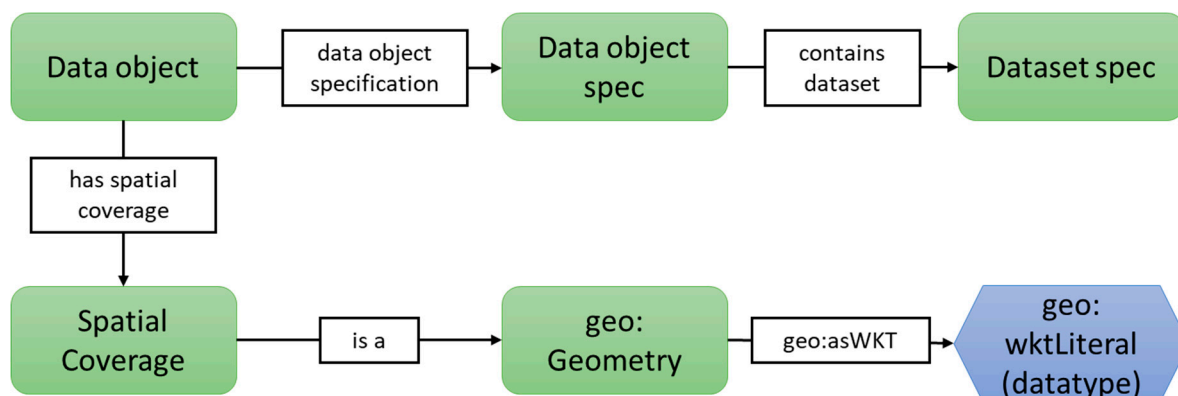 Data object
data object
specification
Data object
spec
contains
dataset
Dataset spec
has spatial
coverage
Spatial
Coverage
is a
geo:
Geometry
geo:asWKT
geo:
wktLiteral
(datatype)